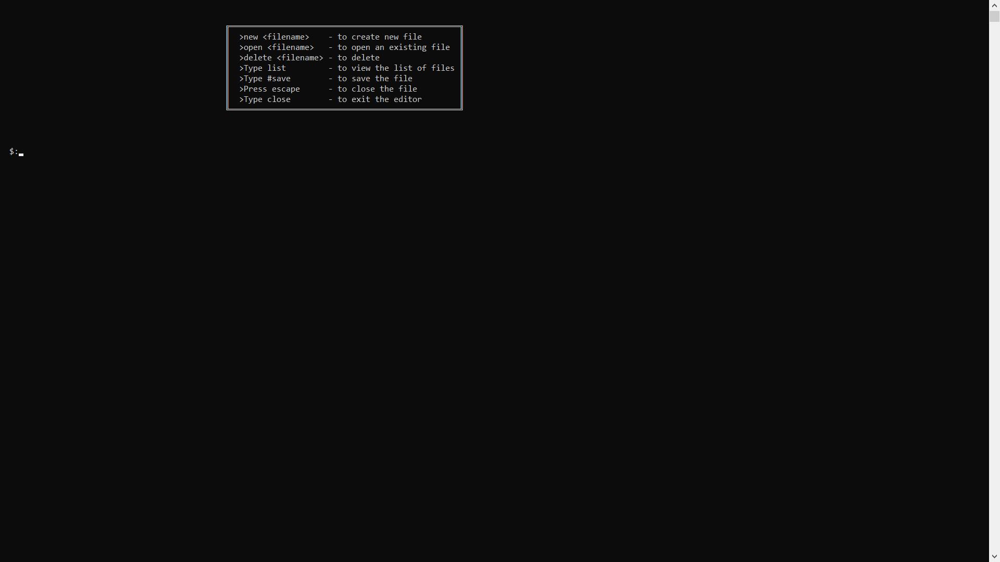 >new <filename>    - to create new file
>open <filename>   - to open an existing file
>delete <filename> - to delete
>Type list         - to view the list of files
>Type #save        - to save the file
>Press escape      - to close the file
>Type close        - to exit the editor
$: